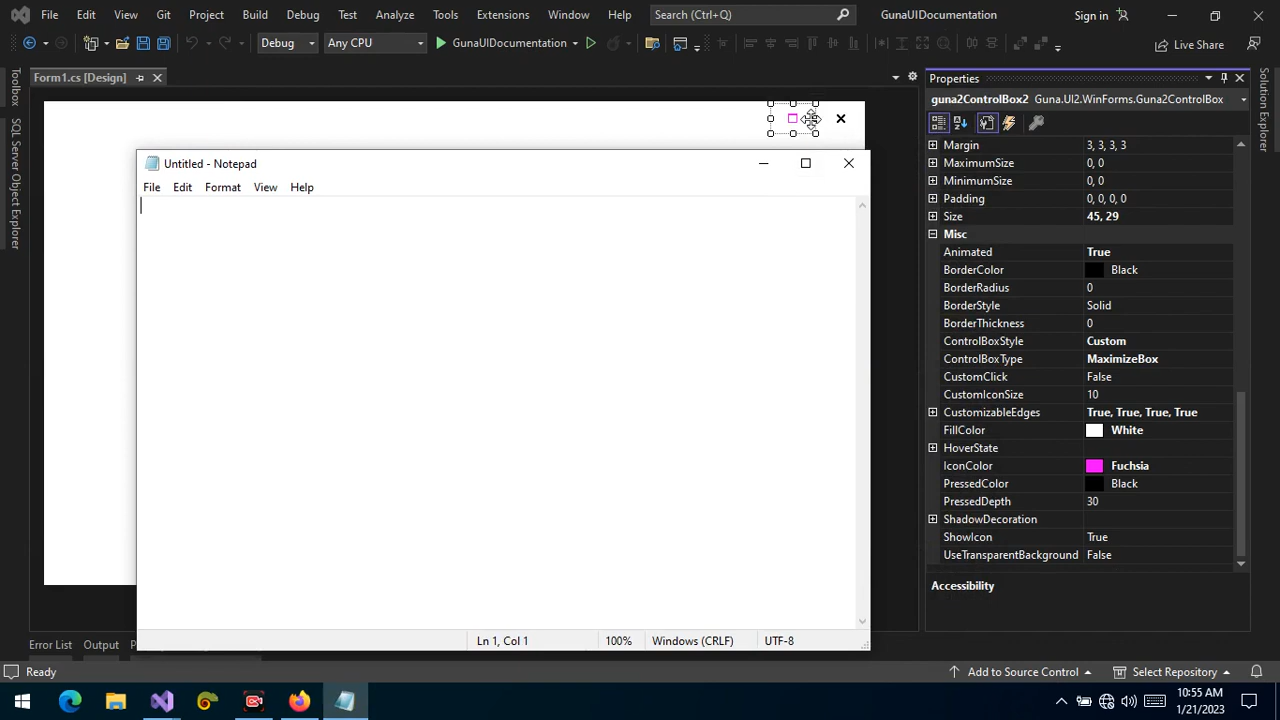 File Edit View Git Project Build Debug Test Analyze Tools Extensions Window Help Search (Ctrl+Q) GunaUIDocumentation Sign in
Debug Any CPU GunaUIDocumentation Live Share
Form1.cs [Design]
Properties
guna2ControlBox2 Guna.UI2.WinForms.Guna2ControlBox
Toolbox
SQL Server Object Explorer
Solution Explorer
Untitled - Notepad
File Edit Format View Help
Ln 1, Col 1 100% Windows (CRLF) UTF-8
Margin 3, 3, 3, 3
MaximumSize 0, 0
MinimumSize 0, 0
Padding 0, 0, 0, 0
Size 45, 29
Misc
Animated True
BorderColor Black
BorderRadius 0
BorderStyle Solid
BorderThickness 0
ControlBoxStyle Custom
ControlBoxType MaximizeBox
CustomClick False
CustomIconSize 10
CustomizableEdges True, True, True, True
FillColor White
HoverState
IconColor Fuchsia
PressedColor Black
PressedDepth 30
ShadowDecoration
ShowIcon True
UseTransparentBackground False
Accessibility
Error List Output
Ready Add to Source Control Select Repository
10:55 AM
1/21/2023